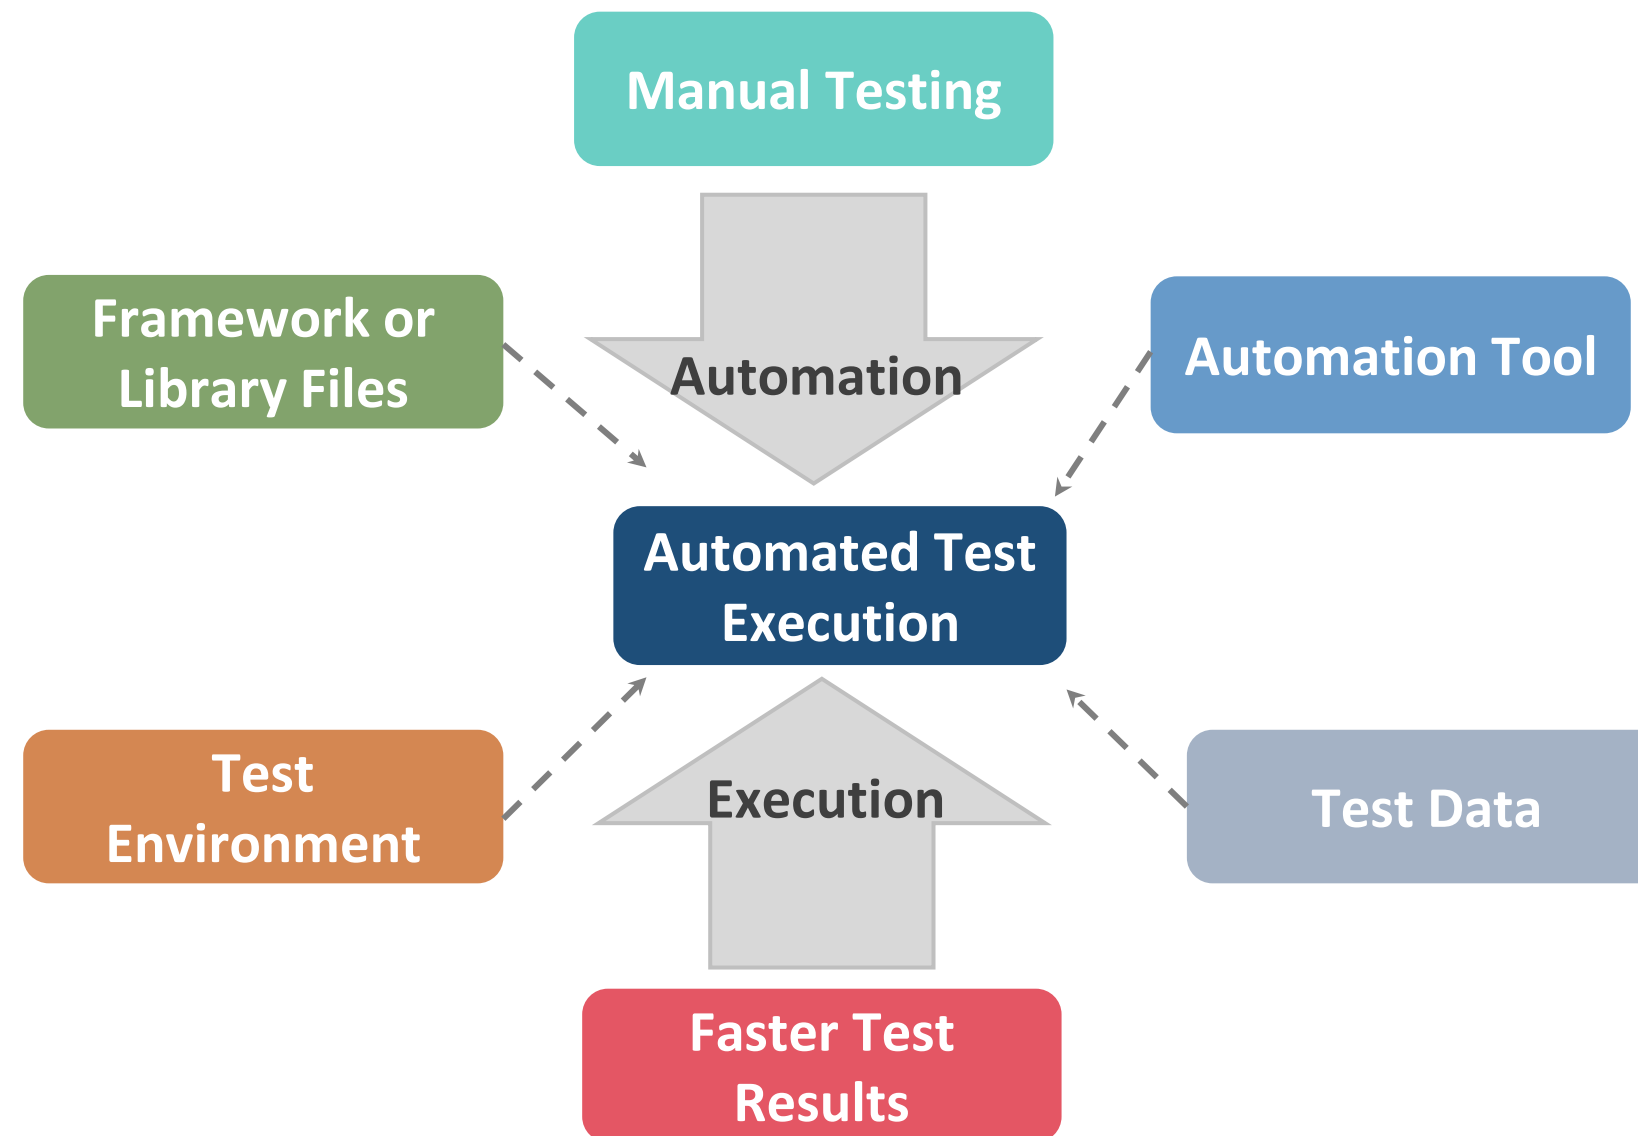 Manual Testing
Framework or
Library Files
Automation
Automation Tool
Automated Test
Execution
Test
Environment
Execution
Test Data
Faster Test
Results